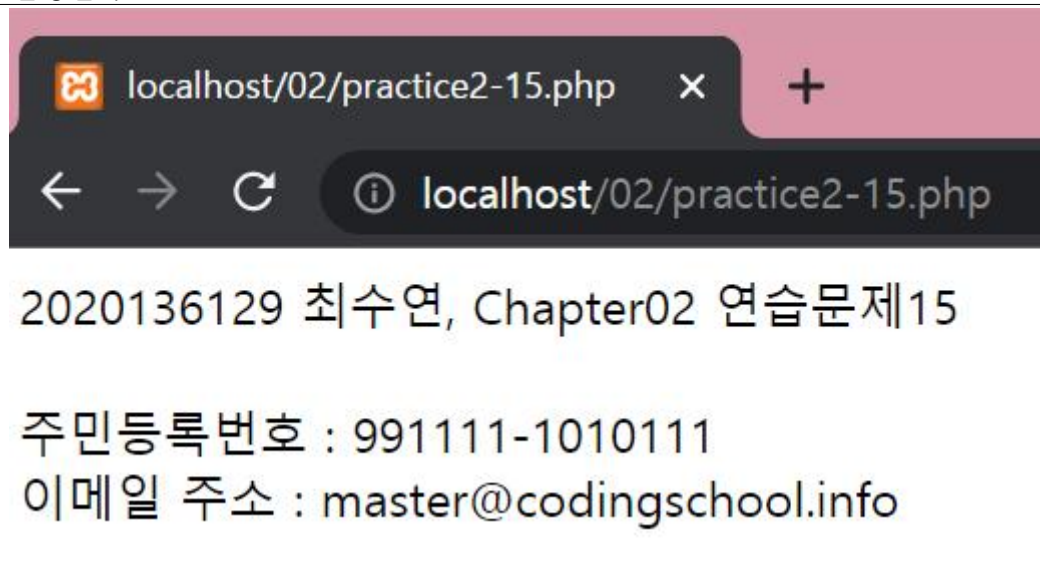 localhost/02/practice2-15.php
localhost/02/practice2-15.php
2020136129 최수연, Chapter02 연습문제15
주민등록번호 : 991111-1010111
이메일 주소 : master@codingschool.info